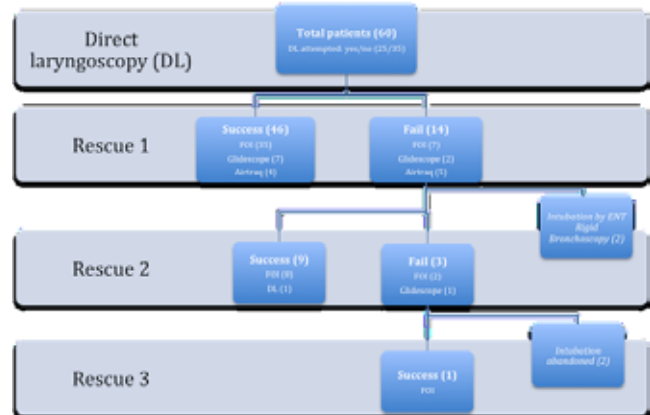 Direct
laryngoscopy (DL)
Total patients (60)
DL attempted: yes/no (25/35)
Rescue 1
Success (46)
FOI (35)
Glidescope (7)
Airtraq (4)
Fail (14)
FOI (7)
Glidescope (2)
Airtraq (5)
Intubation by ENT
Rigid
Bronchoscopy (2)
Rescue 2
Success (9)
FOI (8)
DL (1)
Fail (3)
FOI (2)
Glidescope (1)
Intubation
abandoned (2)
Rescue 3
Success (1)
FOI